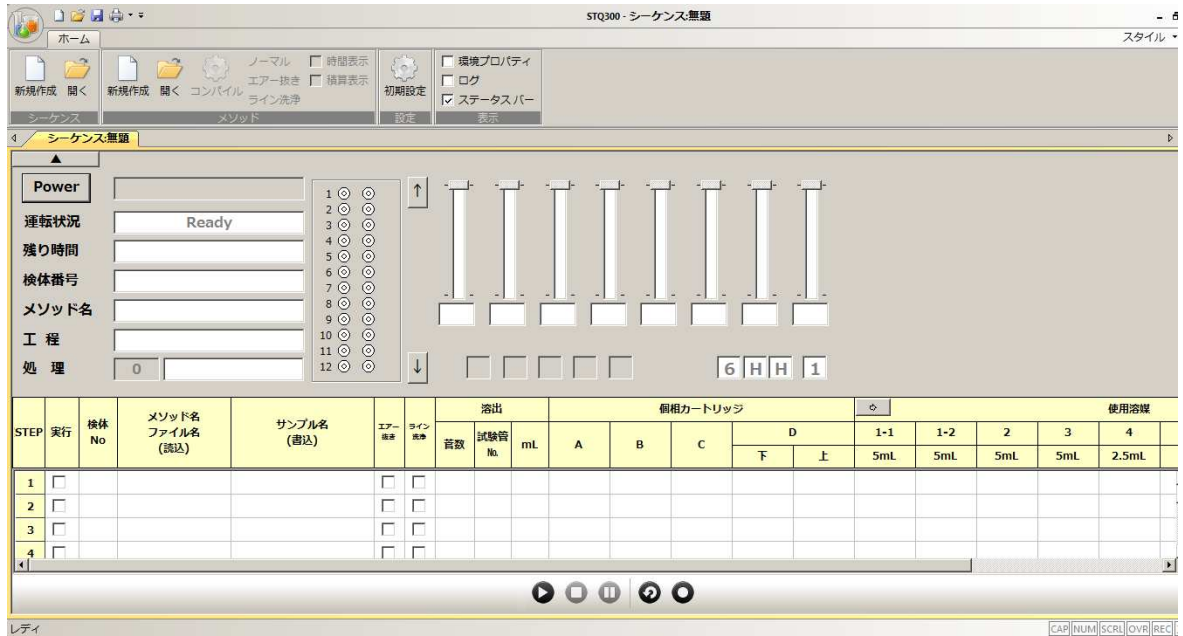 STQ300 - シーケンス:無題
ホーム
スタイル
新規作成 開く
シーケンス
新規作成 開く コンパイル
ノーマル
エアー抜き
ライン洗浄
時間表示
積算表示
メソッド
初期設定
設定
環境プロパティ
ログ
ステータスバー
表示
シーケンス:無題
Power
運転状況 Ready
残り時間
検体番号
メソッド名
工 程
処 理 0
1
2
3
4
5
6
7
8
9
10
11
12
↑
↓
6 H H 1
STEP 実行 検体 No
メソッド名
ファイル名
(読込)
サンプル名
(書込)
エアー
抜き
ライン
洗浄
溶出
菅数 試験管 No. mL
個相カートリッジ
A B C D
下 上
使用溶媒
1-1 1-2 2 3 4
5mL 5mL 5mL 5mL 2.5mL
1
2
3
4
レディ
CAP NUM SCRL OVR REC